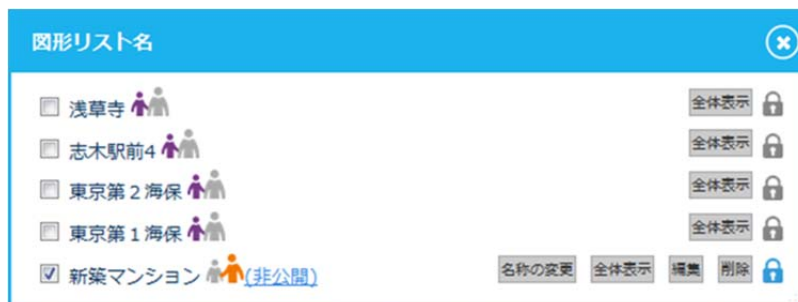 図形リスト名
浅草寺 全体表示
志木駅前4 全体表示
東京第２海保 全体表示
東京第１海保 全体表示
新築マンション (非公開) 名称の変更 全体表示 編集 削除